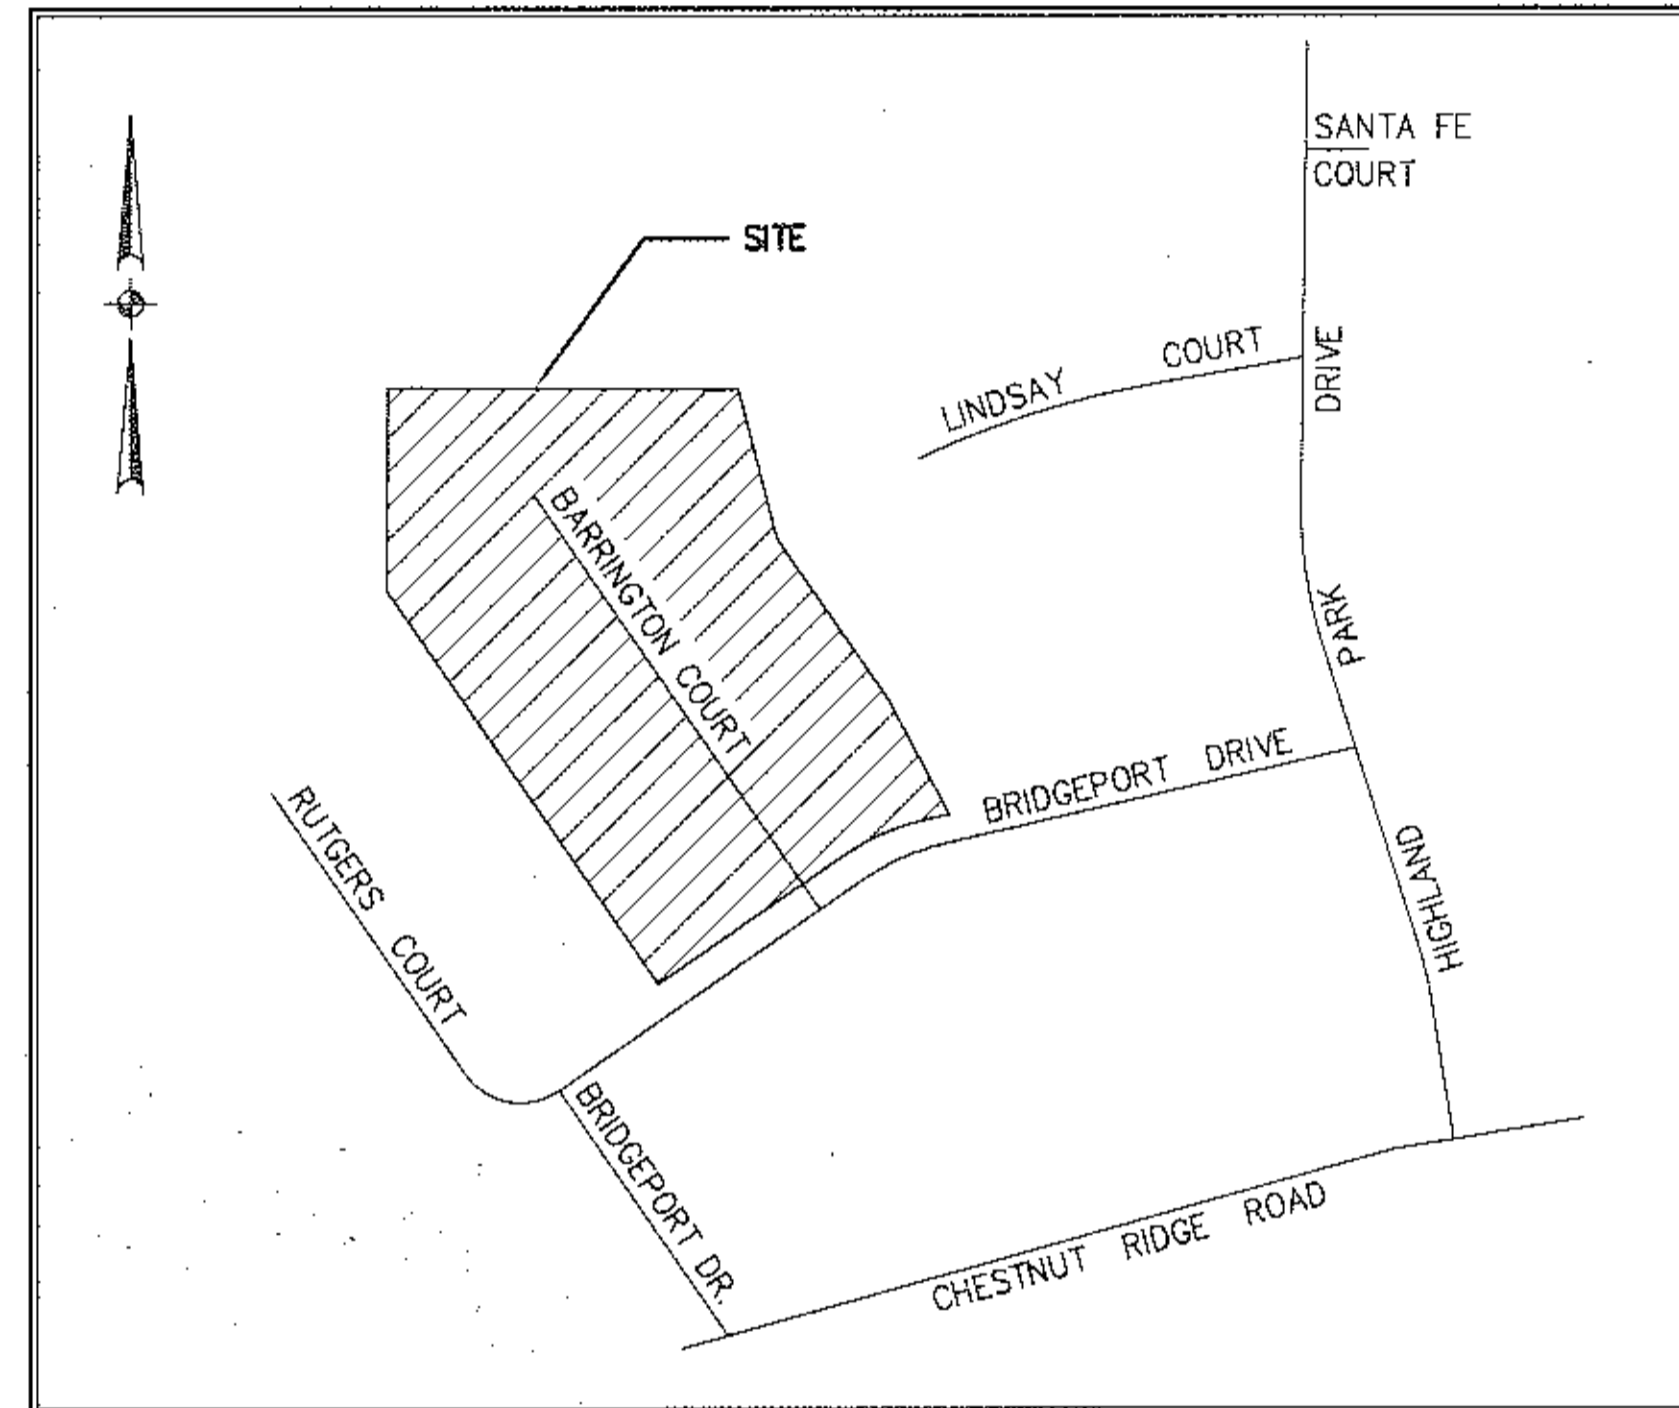 SANTA FE
COURT
SITE
LINDSAY COURT
HIGHLAND PARK DRIVE
BARRINGTON COURT
BRIDGEPORT DRIVE
RUTGERS COURT
BRIDGEPORT DR.
CHESTNUT RIDGE ROAD